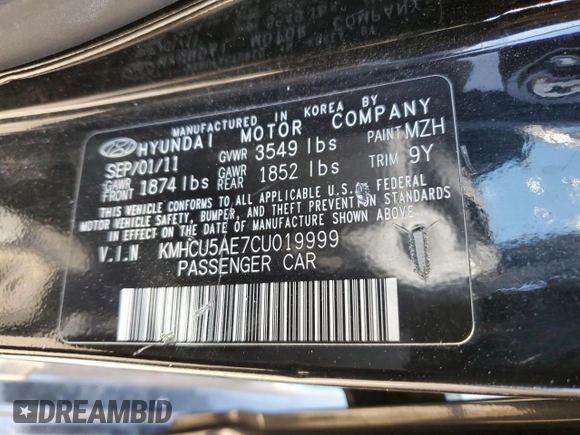 MANUFACTURED IN KOREA BY
HYUNDAI MOTOR COMPANY
SEP/01/11 GVWR 3549 lbs PAINT MZH
GAWR FRONT 1874 lbs GAWR REAR 1852 lbs TRIM 9Y
THIS VEHICLE CONFORMS TO ALL APPLICABLE U.S. FEDERAL
MOTOR VEHICLE SAFETY, BUMPER, AND THEFT PREVENTION STANDARDS
IN EFFECT ON THE DATE OF MANUFACTURE SHOWN ABOVE
V.I.N KMHCU5AE7CU019999
PASSENGER CAR
DREAMBID